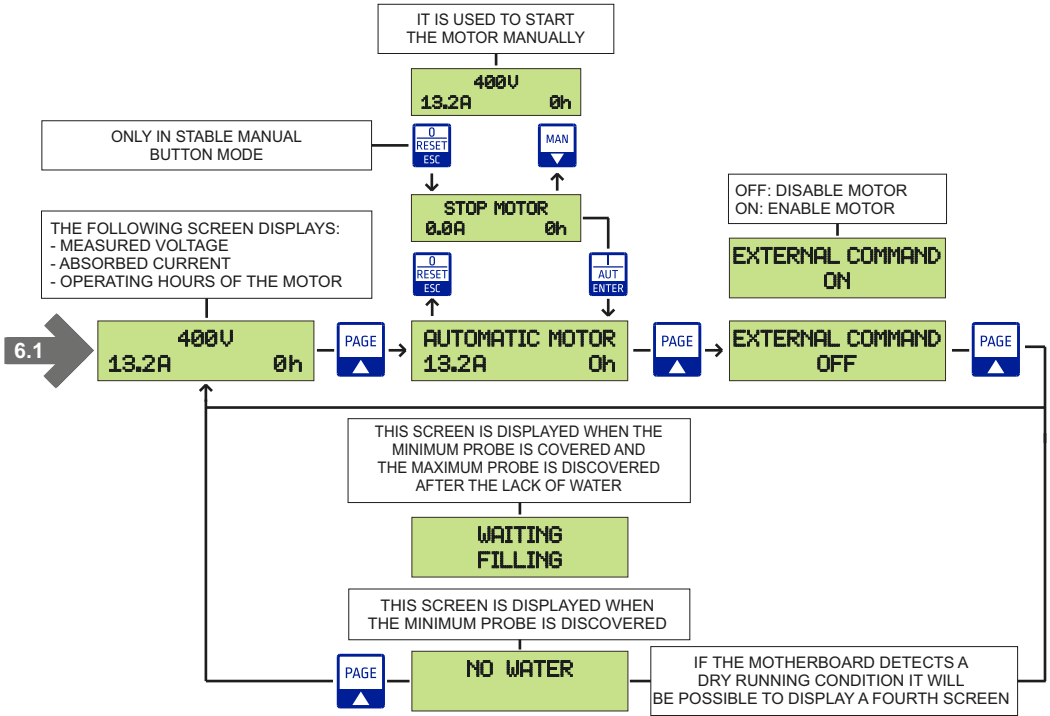 IT IS USED TO START
THE MOTOR MANUALLY
400V
13.2A 0h
ONLY IN STABLE MANUAL
BUTTON MODE
0
RESET
ESC
MAN
STOP MOTOR
0.0A 0h
OFF: DISABLE MOTOR
ON: ENABLE MOTOR
THE FOLLOWING SCREEN DISPLAYS:
- MEASURED VOLTAGE
- ABSORBED CURRENT
- OPERATING HOURS OF THE MOTOR
EXTERNAL COMMAND
ON
0
RESET
ESC
I
AUT
ENTER
6.1
400V
13.2A 0h
PAGE
AUTOMATIC MOTOR
13.2A 0h
PAGE
EXTERNAL COMMAND
OFF
PAGE
THIS SCREEN IS DISPLAYED WHEN THE
MINIMUM PROBE IS COVERED AND
THE MAXIMUM PROBE IS DISCOVERED
AFTER THE LACK OF WATER
WAITING
FILLING
THIS SCREEN IS DISPLAYED WHEN
THE MINIMUM PROBE IS DISCOVERED
PAGE
NO WATER
IF THE MOTHERBOARD DETECTS A
DRY RUNNING CONDITION IT WILL
BE POSSIBLE TO DISPLAY A FOURTH SCREEN